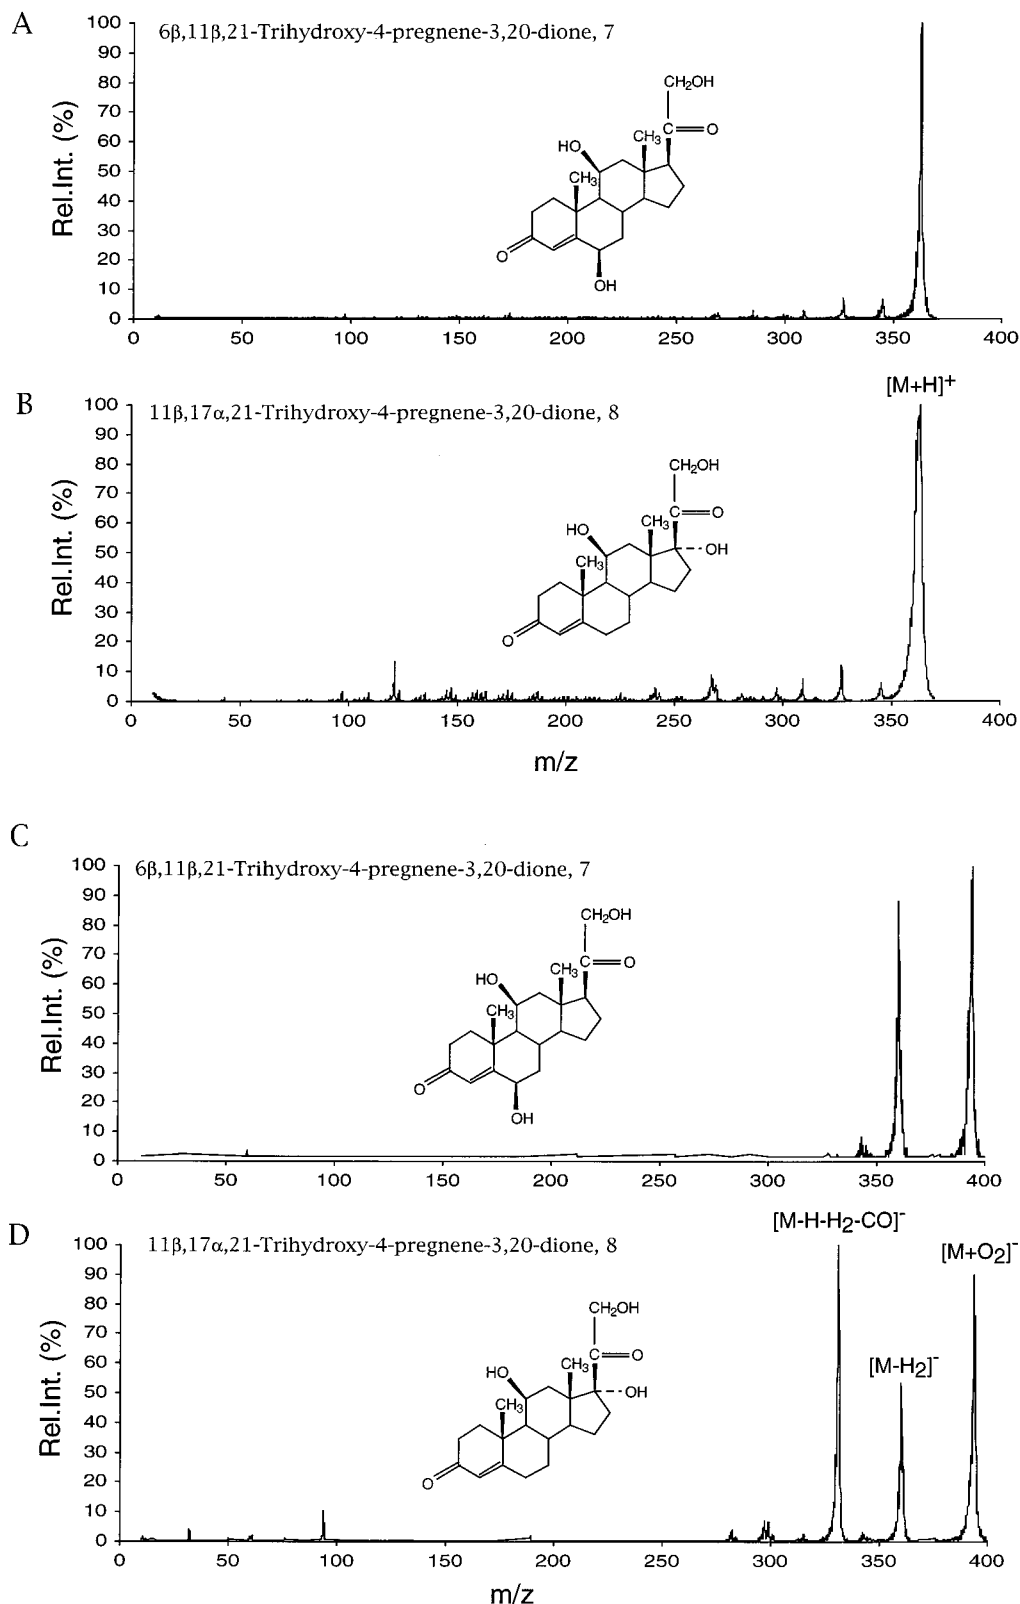 A
6β,11β,21-Trihydroxy-4-pregnene-3,20-dione, 7
Rel.Int. (%)
100
90
80
70
60
50
40
30
20
10
0
CH₂OH
C O
CH₃
HO
CH₃
O
OH
0 50 100 150 200 250 300 350 400
B
[M+H]⁺
11β,17α,21-Trihydroxy-4-pregnene-3,20-dione, 8
Rel.Int. (%)
100
90
80
70
60
50
40
30
20
10
0
CH₂OH
C O
CH₃
HO
OH
CH₃
O
0 50 100 150 200 250 300 350 400
m/z
C
6β,11β,21-Trihydroxy-4-pregnene-3,20-dione, 7
Rel.Int. (%)
100
90
80
70
60
50
40
30
20
10
0
CH₂OH
C O
CH₃
HO
CH₃
O
OH
0 50 100 150 200 250 300 350 400
D
[M-H-H₂-CO]⁻
11β,17α,21-Trihydroxy-4-pregnene-3,20-dione, 8
[M+O₂]⁻
[M-H₂]⁻
Rel.Int. (%)
100
90
80
70
60
50
40
30
20
10
0
CH₂OH
C O
CH₃
HO
OH
CH₃
O
0 50 100 150 200 250 300 350 400
m/z